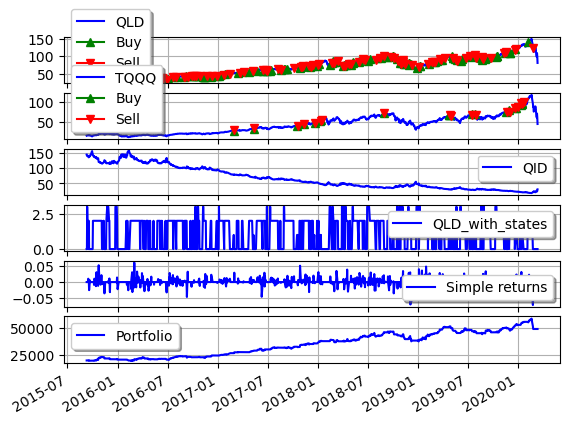 QLD
Buy
Sell
150
100
50
TQQQ
Buy
Sell
100
50
150
100
50
QID
2.5
0.0
QLD_with_states
0.05
0.00
−0.05
Simple returns
50000
25000
Portfolio
2015-07 2016-01 2016-07 2017-01 2017-07 2018-01 2018-07 2019-01 2019-07 2020-01